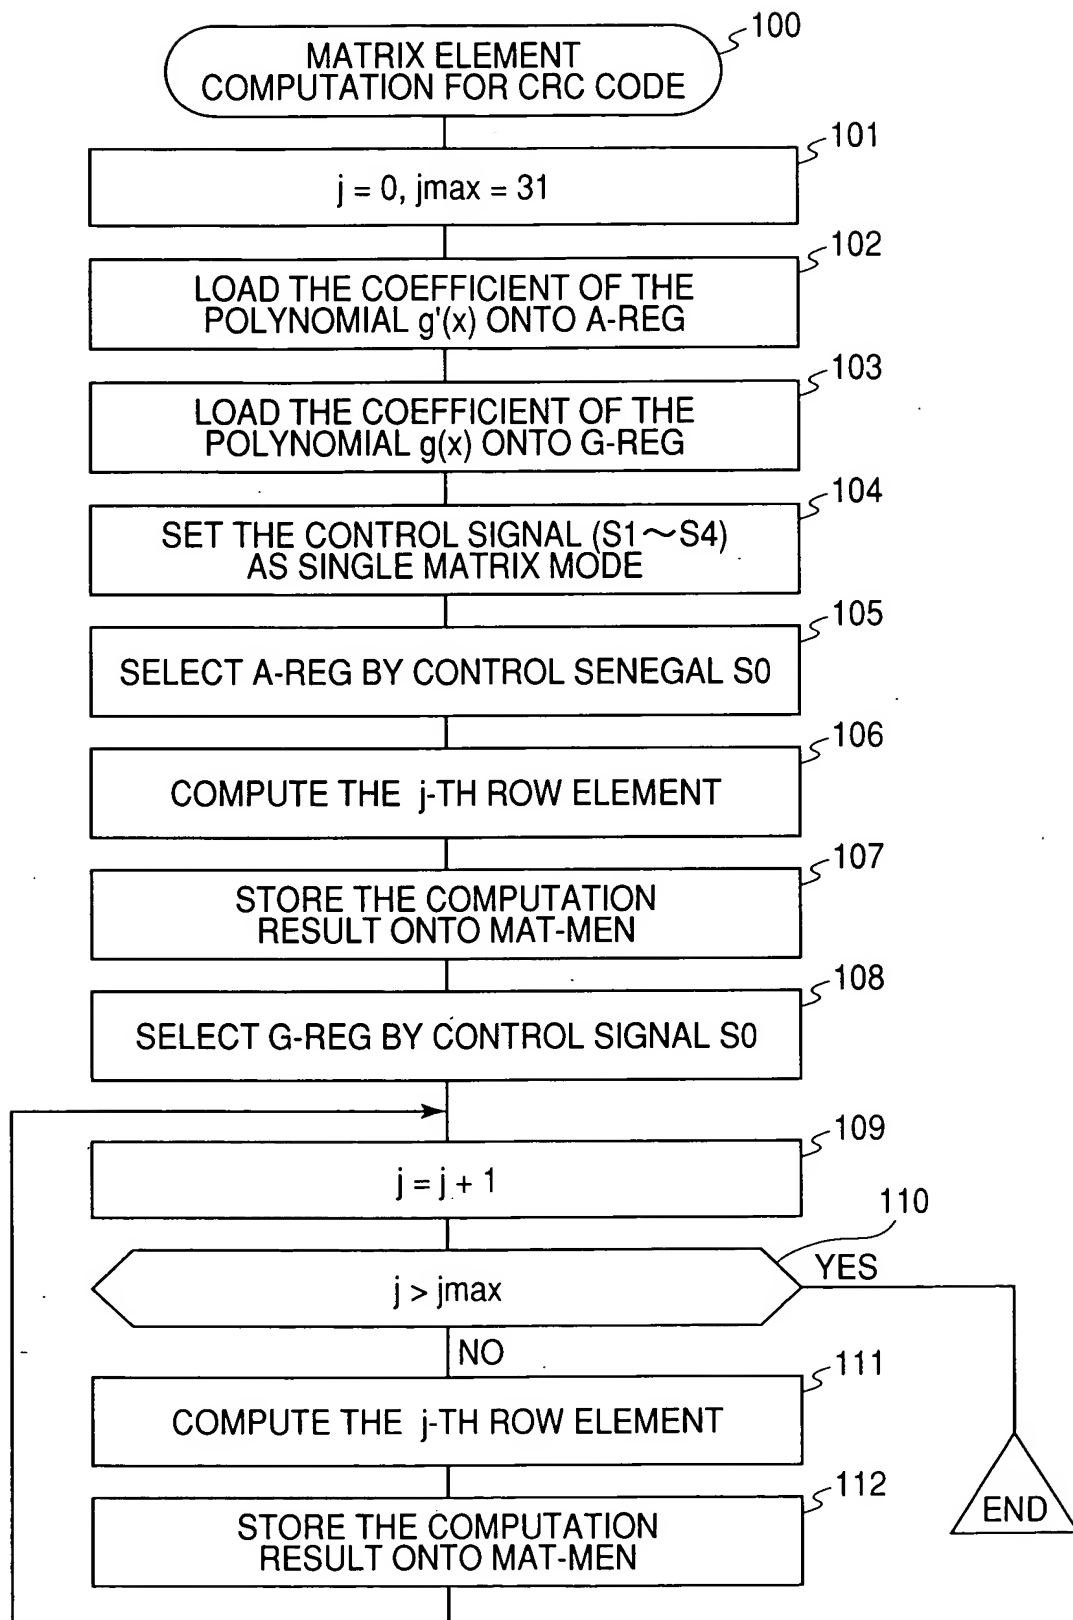 100
MATRIX ELEMENT
COMPUTATION FOR CRC CODE
101
j = 0, jmax = 31
102
LOAD THE COEFFICIENT OF THE
POLYNOMIAL g'(x) ONTO A-REG
103
LOAD THE COEFFICIENT OF THE
POLYNOMIAL g(x) ONTO G-REG
104
SET THE CONTROL SIGNAL (S1～S4)
AS SINGLE MATRIX MODE
105
SELECT A-REG BY CONTROL SENEGAL S0
106
COMPUTE THE j-TH ROW ELEMENT
107
STORE THE COMPUTATION
RESULT ONTO MAT-MEN
108
SELECT G-REG BY CONTROL SIGNAL S0
109
j = j + 1
110
j > jmax
YES
NO
111
COMPUTE THE j-TH ROW ELEMENT
112
STORE THE COMPUTATION
RESULT ONTO MAT-MEN
END